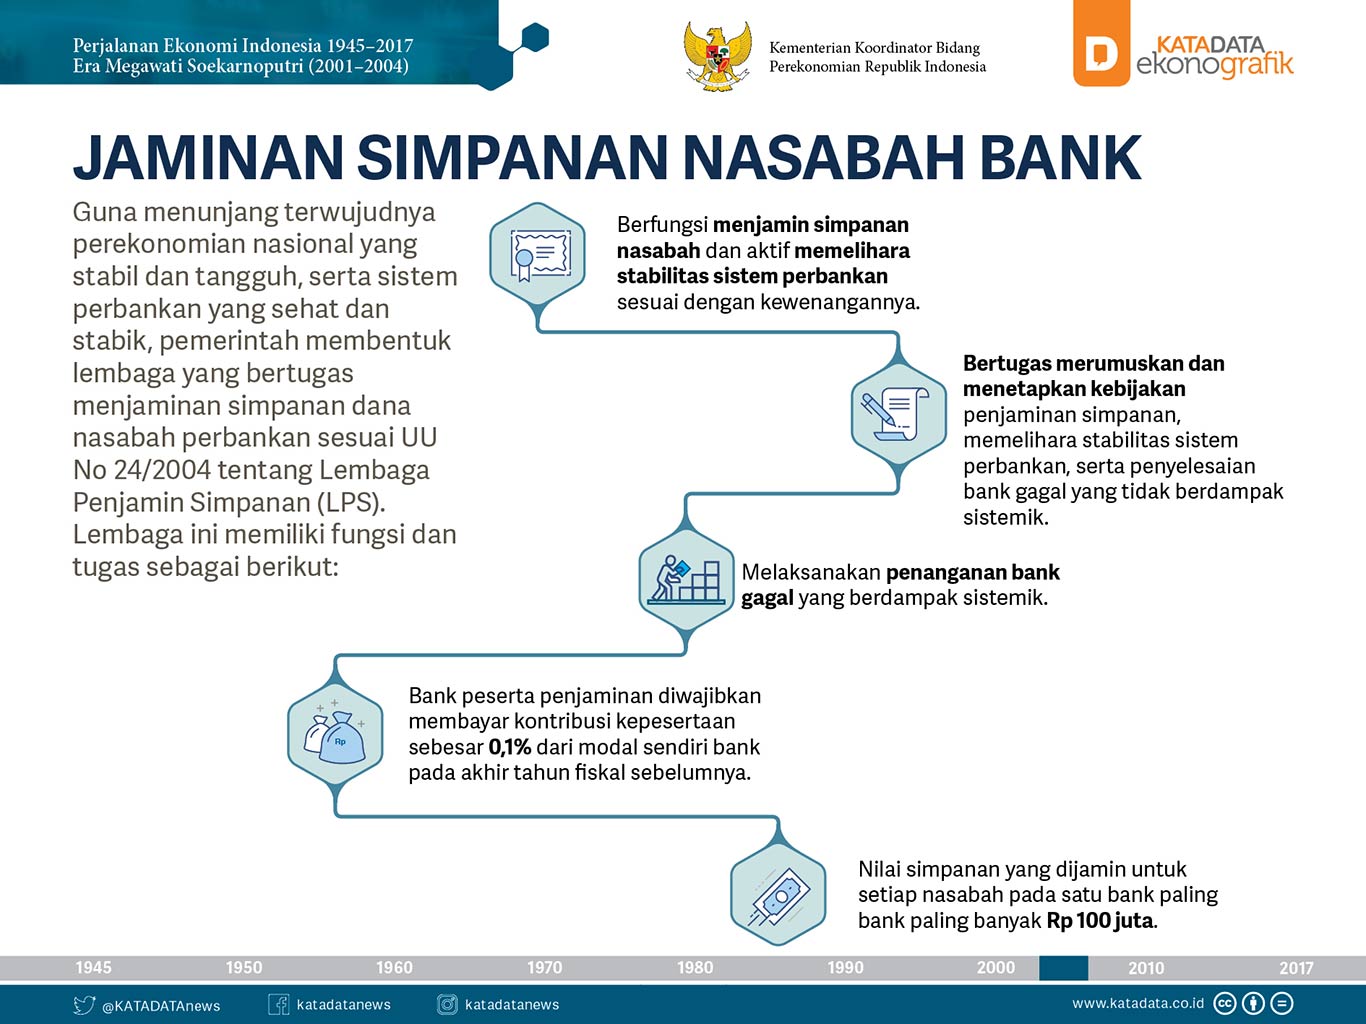 Perjalanan Ekonomi Indonesia 1945–2017
Era Megawati Soekarnoputri (2001–2004)
Kementerian Koordinator Bidang
Perekonomian Republik Indonesia
D
KATADATA
ekonografik
JAMINAN SIMPANAN NASABAH BANK
Guna menunjang terwujudnya
perekonomian nasional yang
stabil dan tangguh, serta sistem
perbankan yang sehat dan
stabik, pemerintah membentuk
lembaga yang bertugas
menjaminan simpanan dana
nasabah perbankan sesuai UU
No 24/2004 tentang Lembaga
Penjamin Simpanan (LPS).
Lembaga ini memiliki fungsi dan
tugas sebagai berikut:
Berfungsi menjamin simpanan
nasabah dan aktif memelihara
stabilitas sistem perbankan
sesuai dengan kewenangannya.
Bertugas merumuskan dan
menetapkan kebijakan
penjaminan simpanan,
memelihara stabilitas sistem
perbankan, serta penyelesaian
bank gagal yang tidak berdampak
sistemik.
Melaksanakan penanganan bank
gagal yang berdampak sistemik.
Rp
Bank peserta penjaminan diwajibkan
membayar kontribusi kepesertaan
sebesar 0,1% dari modal sendiri bank
pada akhir tahun fiskal sebelumnya.
Nilai simpanan yang dijamin untuk
setiap nasabah pada satu bank paling
bank paling banyak Rp 100 juta.
1945 1950 1960 1970 1980 1990 2000 2010 2017
@KATADATAnews katadatanews katadatanews www.katadata.co.id cc